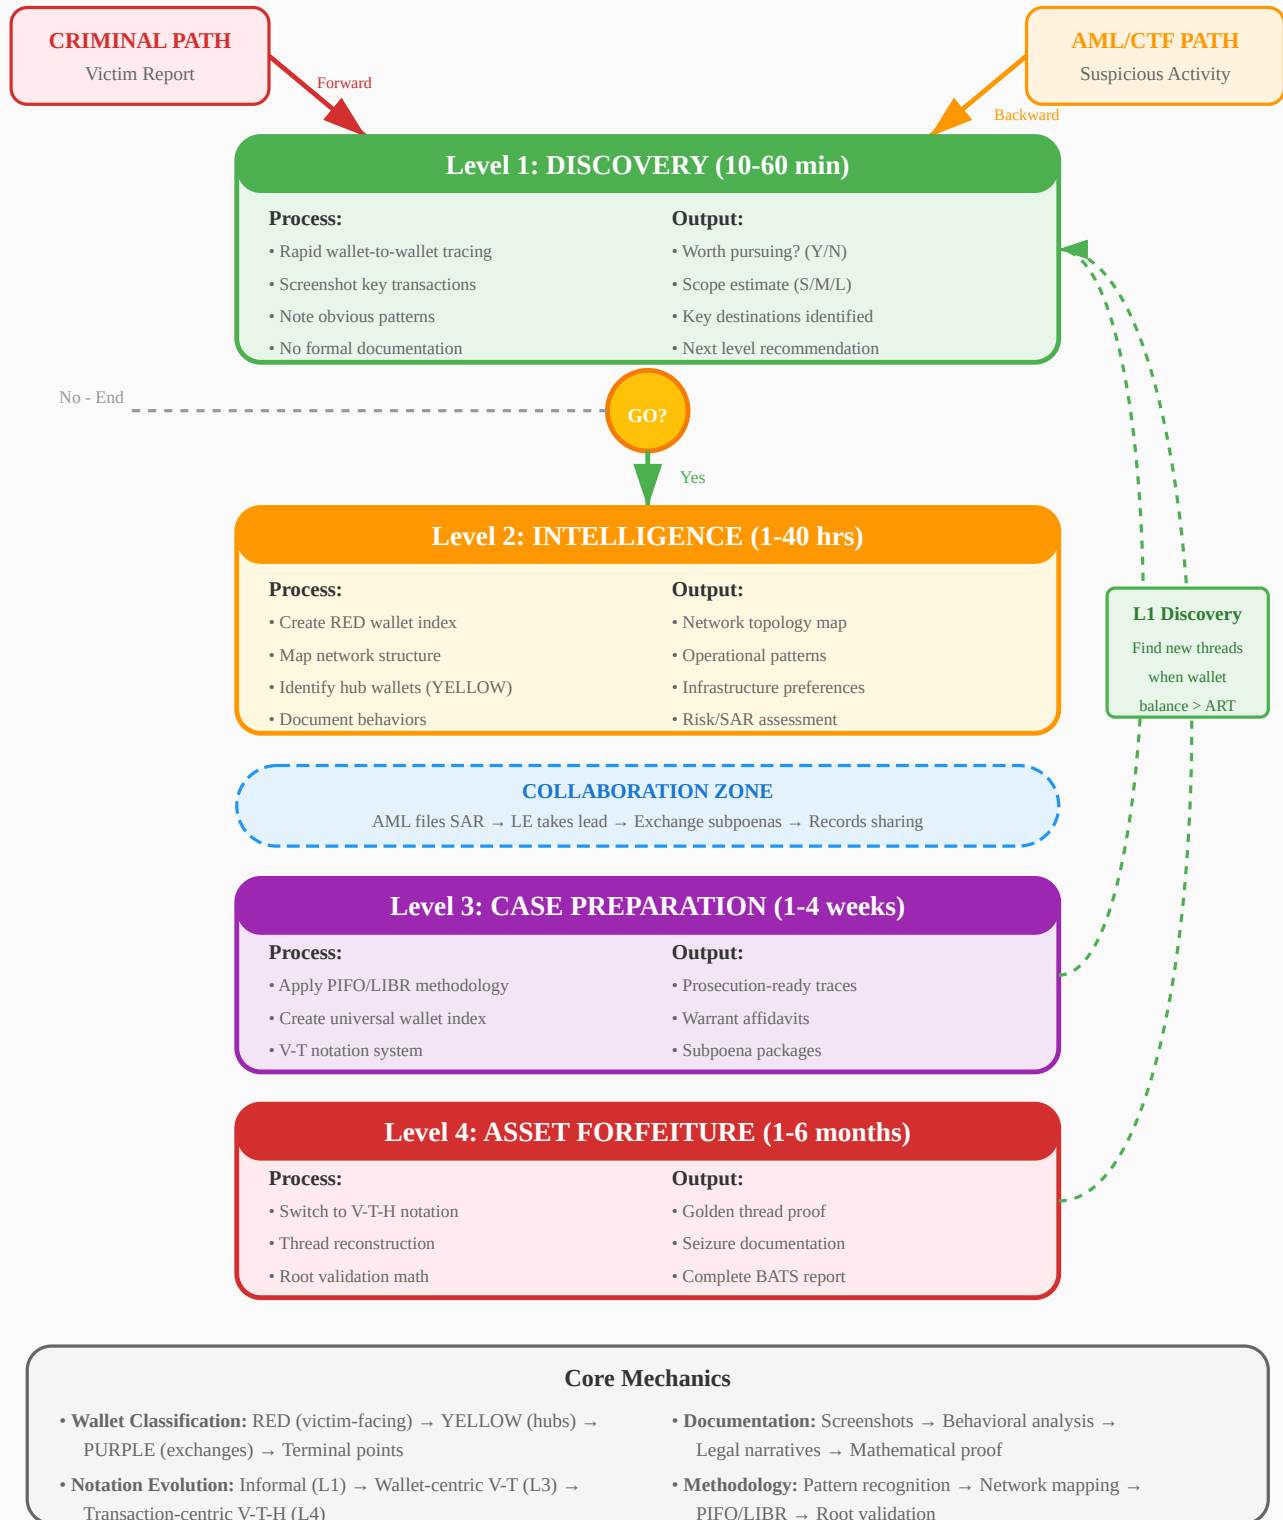 CRIMINAL PATH
Victim Report
AML/CTF PATH
Suspicious Activity
Forward
Backward
Level 1: DISCOVERY (10-60 min)
Process:
• Rapid wallet-to-wallet tracing
• Screenshot key transactions
• Note obvious patterns
• No formal documentation
Output:
• Worth pursuing? (Y/N)
• Scope estimate (S/M/L)
• Key destinations identified
• Next level recommendation
No - End
GO?
Yes
Level 2: INTELLIGENCE (1-40 hrs)
Process:
• Create RED wallet index
• Map network structure
• Identify hub wallets (YELLOW)
• Document behaviors
Output:
• Network topology map
• Operational patterns
• Infrastructure preferences
• Risk/SAR assessment
L1 Discovery
Find new threads
when wallet
balance > ART
COLLABORATION ZONE
AML files SAR → LE takes lead → Exchange subpoenas → Records sharing
Level 3: CASE PREPARATION (1-4 weeks)
Process:
• Apply PIFO/LIBR methodology
• Create universal wallet index
• V-T notation system
Output:
• Prosecution-ready traces
• Warrant affidavits
• Subpoena packages
Level 4: ASSET FORFEITURE (1-6 months)
Process:
• Switch to V-T-H notation
• Thread reconstruction
• Root validation math
Output:
• Golden thread proof
• Seizure documentation
• Complete BATS report
Core Mechanics
• Wallet Classification: RED (victim-facing) → YELLOW (hubs) →
PURPLE (exchanges) → Terminal points
• Notation Evolution: Informal (L1) → Wallet-centric V-T (L3) →
Transaction-centric V-T-H (L4)
• Documentation: Screenshots → Behavioral analysis →
Legal narratives → Mathematical proof
• Methodology: Pattern recognition → Network mapping →
PIFO/LIBR → Root validation